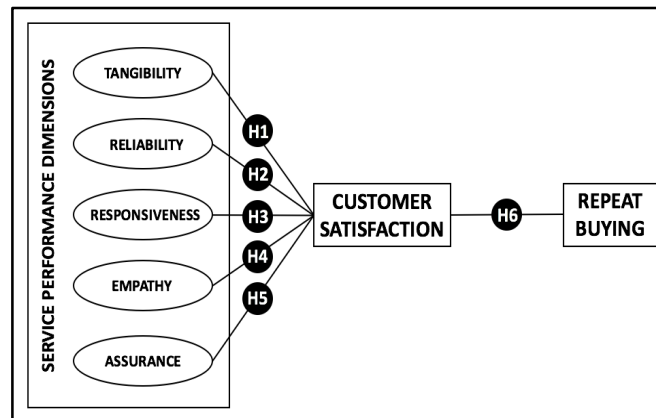 SERVICE PERFORMANCE DIMENSIONS
TANGIBILITY
RELIABILITY
RESPONSIVENESS
EMPATHY
ASSURANCE
H1
H2
H3
H4
H5
CUSTOMER
SATISFACTION
H6
REPEAT
BUYING